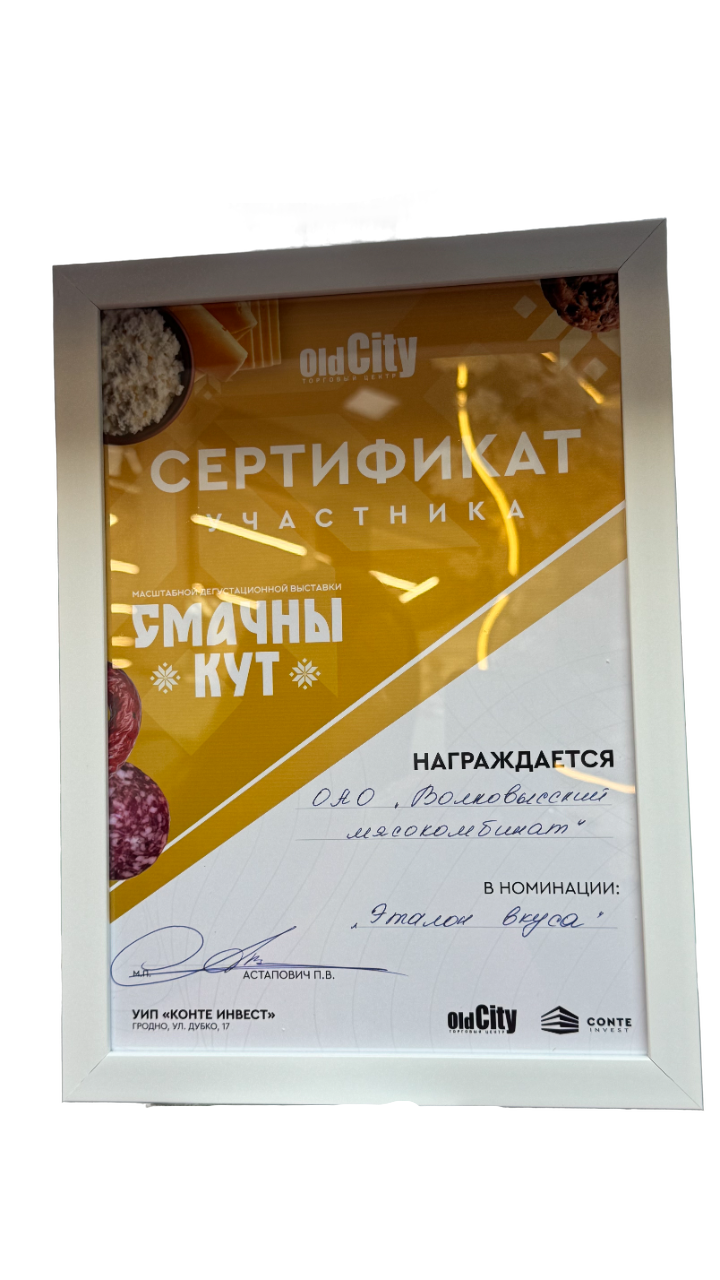 OldCity
ТОРГОВЫЙ ЦЕНТР
СЕРТИФИКАТ
УЧАСТНИКА
МАСШТАБНОЙ ДЕГУСТАЦИОННОЙ ВЫСТАВКИ
СМАЧНЫ
КУТ
НАГРАЖДАЕТСЯ
ОАО „Волковысский
мясокомбинат“
В НОМИНАЦИИ:
„Эталон вкуса“
М.П.
АСТАПОВИЧ П.В.
УИП «КОНТЕ ИНВЕСТ»
ГРОДНО, УЛ. ДУБКО, 17
OldCity
ТОРГОВЫЙ ЦЕНТР
CONTE
INVEST